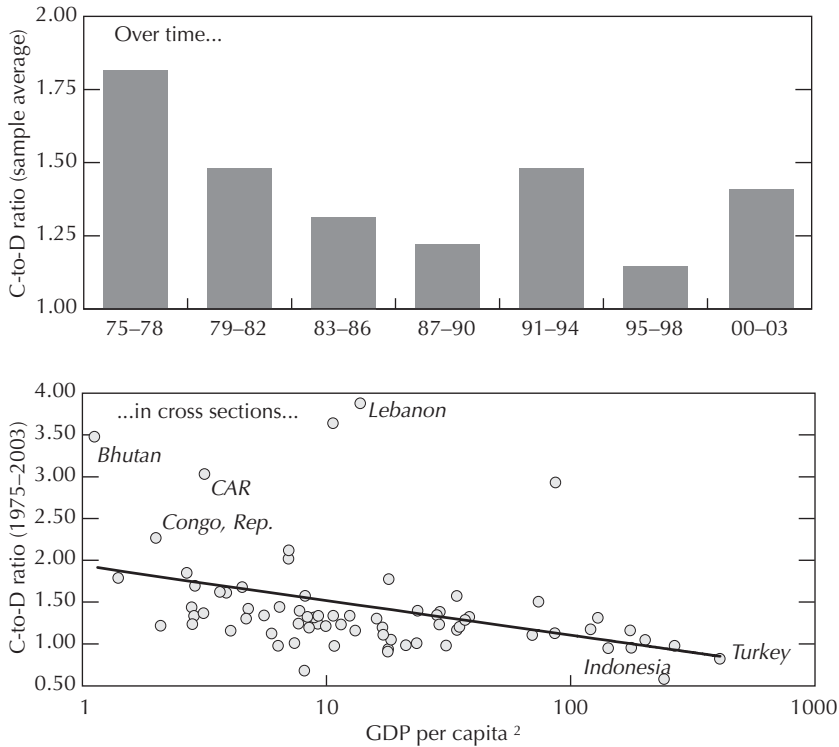 C-to-D ratio (sample average)
2.00
1.75
1.50
1.25
1.00
Over time...
75–78 79–82 83–86 87–90 91–94 95–98 00–03
C-to-D ratio (1975–2003)
4.00
3.50
3.00
2.50
2.00
1.50
1.00
0.50
...in cross sections...
Lebanon
Bhutan
CAR
Congo, Rep.
Turkey
Indonesia
1 10 100 1000
GDP per capita ²